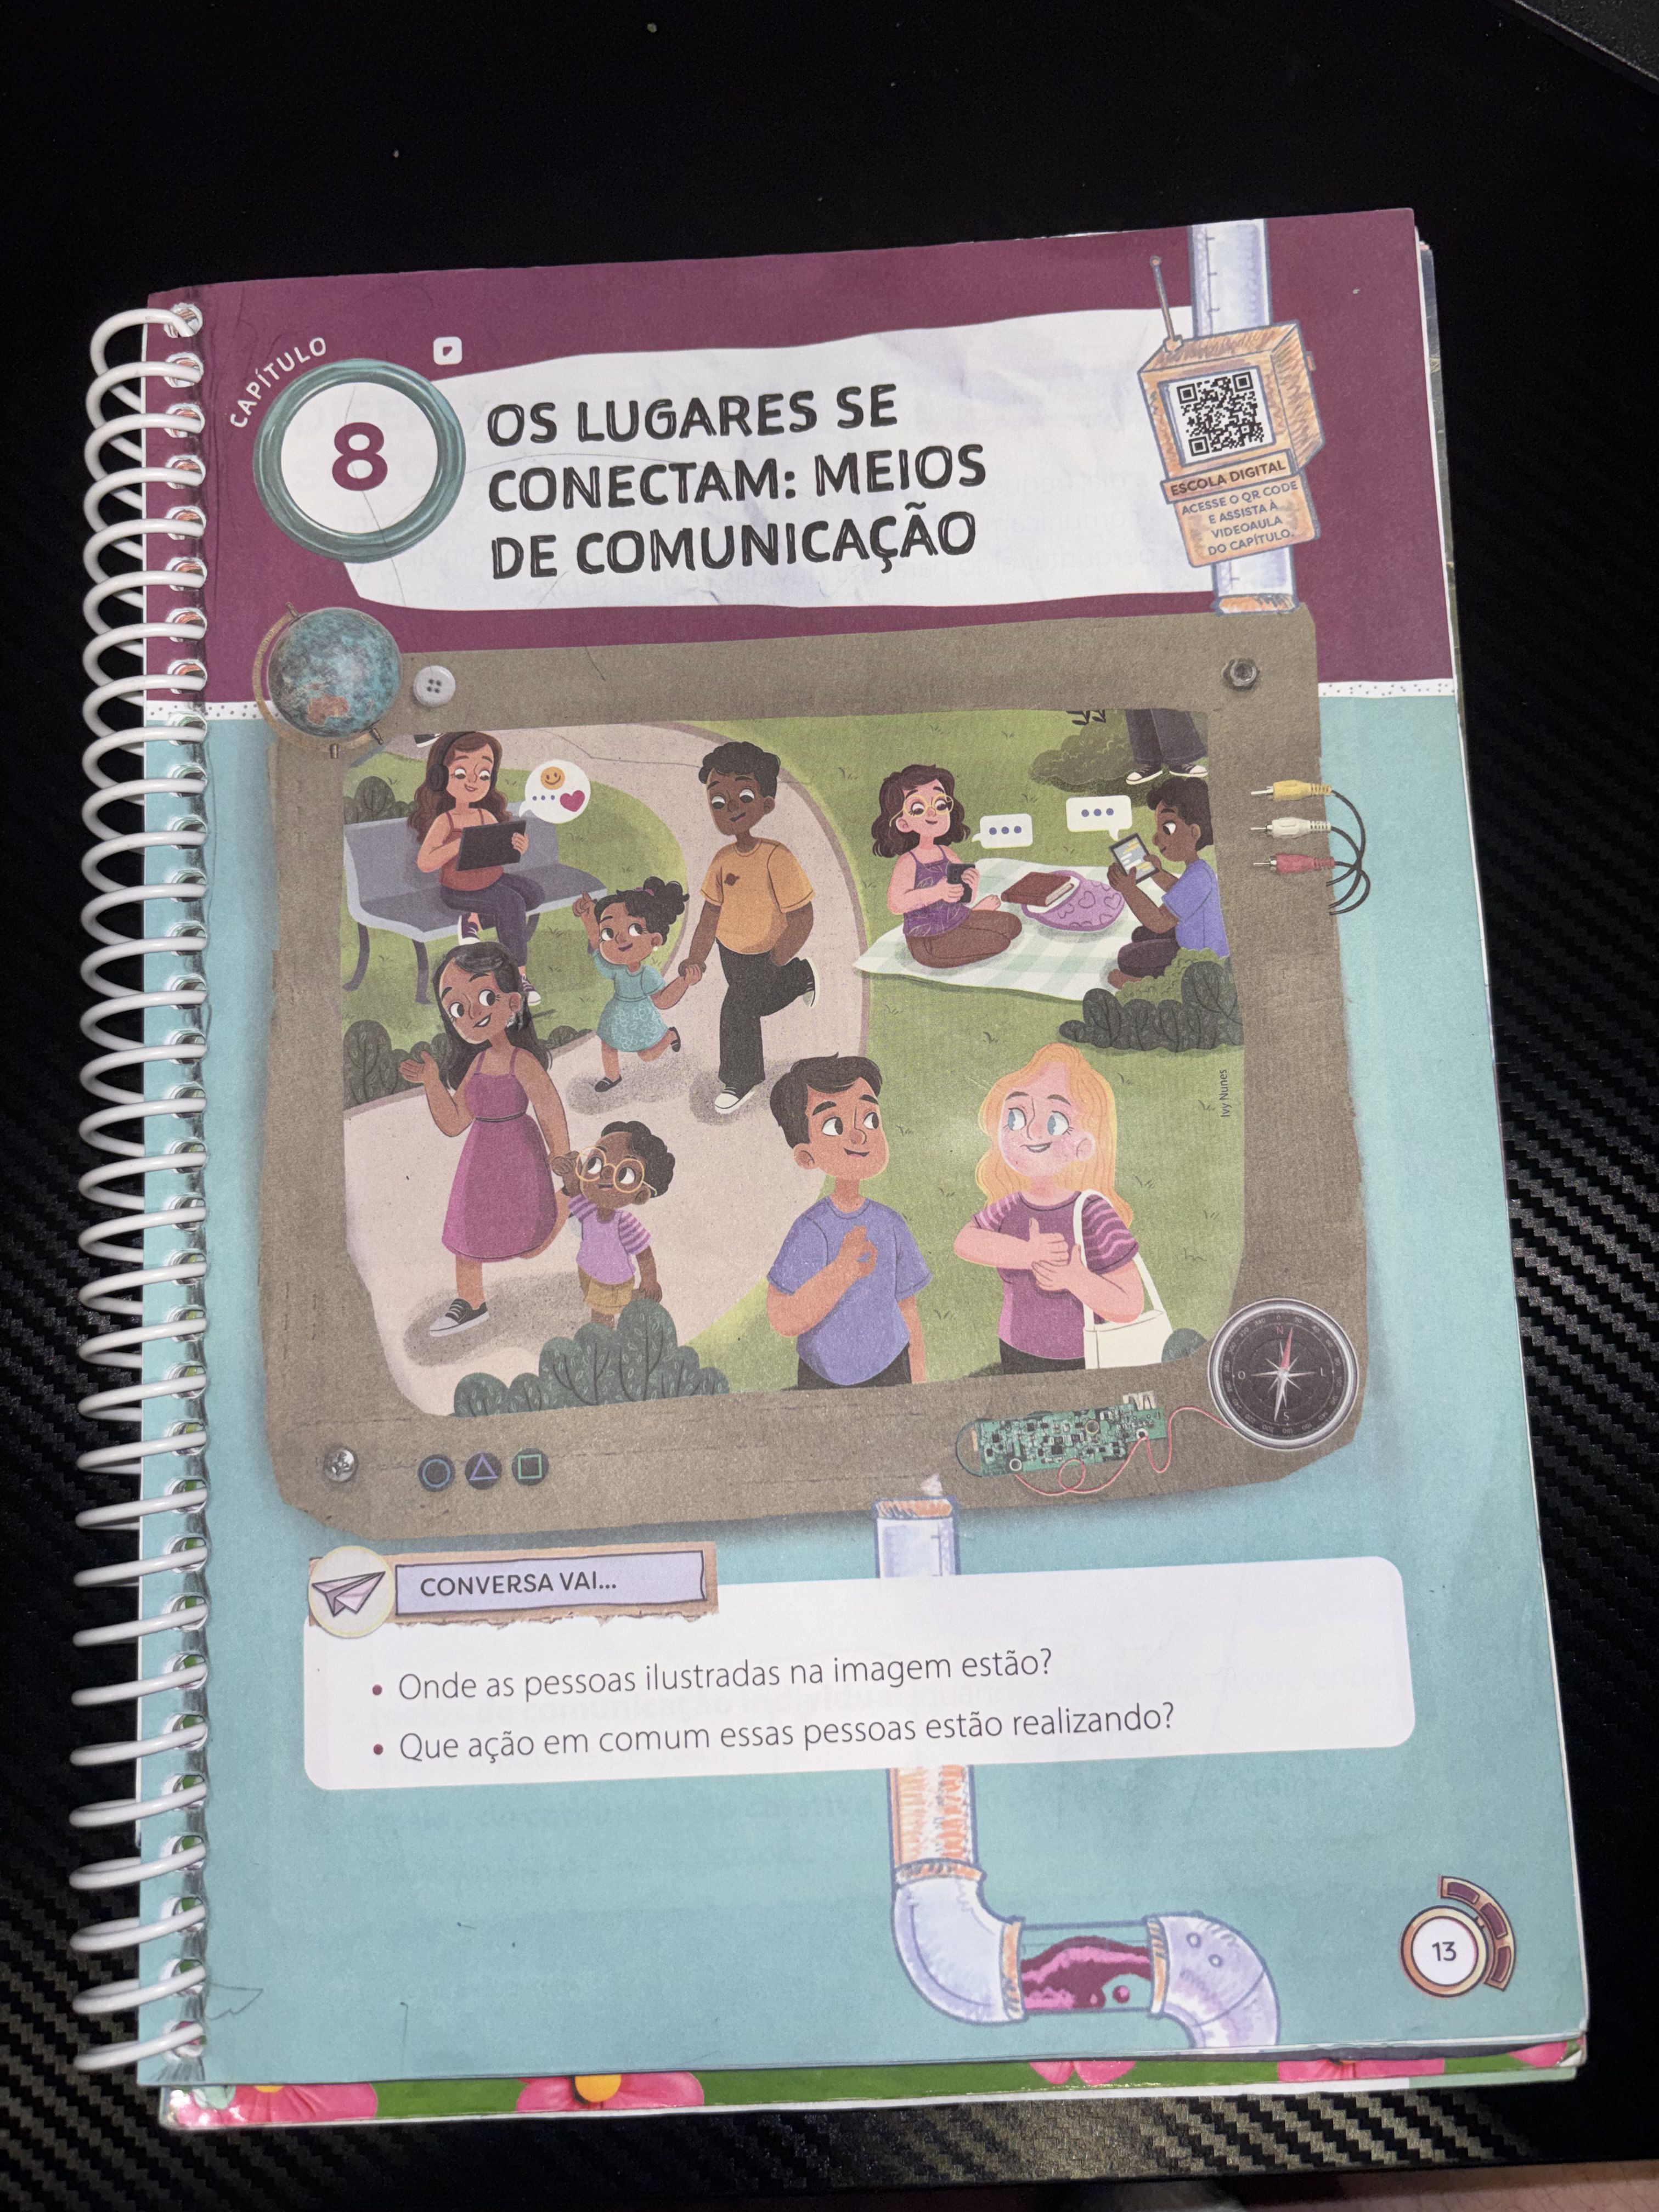 CAPÍTULO
8
OS LUGARES SE
CONECTAM: MEIOS
DE COMUNICAÇÃO
ESCOLA DIGITAL
ACESSE O QR CODE
E ASSISTA À
VIDEOAULA
DO CAPÍTULO.
Ivy Nunes
N
O
L
S
CONVERSA VAI...
• Onde as pessoas ilustradas na imagem estão?
• Que ação em comum essas pessoas estão realizando?
13